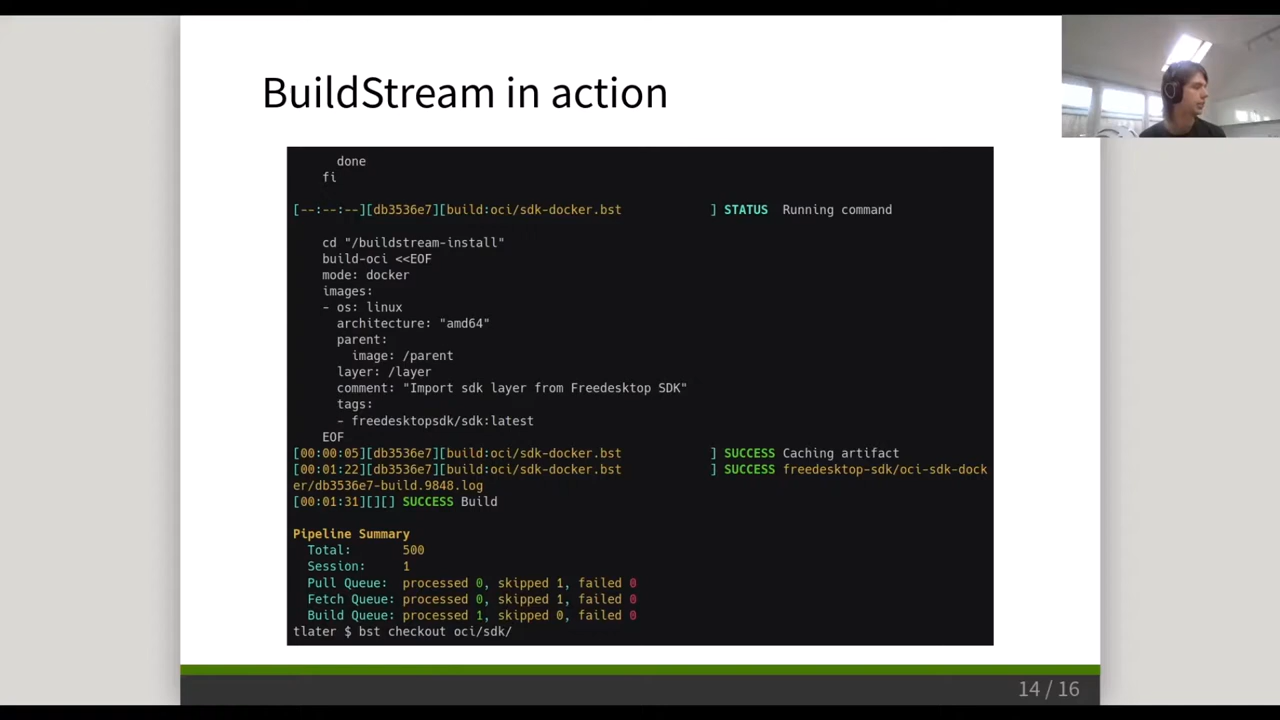 BuildStream in action
done
fi
[--:--:--][db3536e7][build:oci/sdk-docker.bst ] STATUS Running command
cd "/buildstream-install"
build-oci <<EOF
mode: docker
images:
- os: linux
architecture: "amd64"
parent:
image: /parent
layer: /layer
comment: "Import sdk layer from Freedesktop SDK"
tags:
- freedesktopsdk/sdk:latest
EOF
[00:00:05][db3536e7][build:oci/sdk-docker.bst ] SUCCESS Caching artifact
[00:01:22][db3536e7][build:oci/sdk-docker.bst ] SUCCESS freedesktop-sdk/oci-sdk-dock
er/db3536e7-build.9848.log
[00:01:31][][] SUCCESS Build
Pipeline Summary
Total: 500
Session: 1
Pull Queue: processed 0, skipped 1, failed 0
Fetch Queue: processed 0, skipped 1, failed 0
Build Queue: processed 1, skipped 0, failed 0
tlater $ bst checkout oci/sdk/
14 / 16